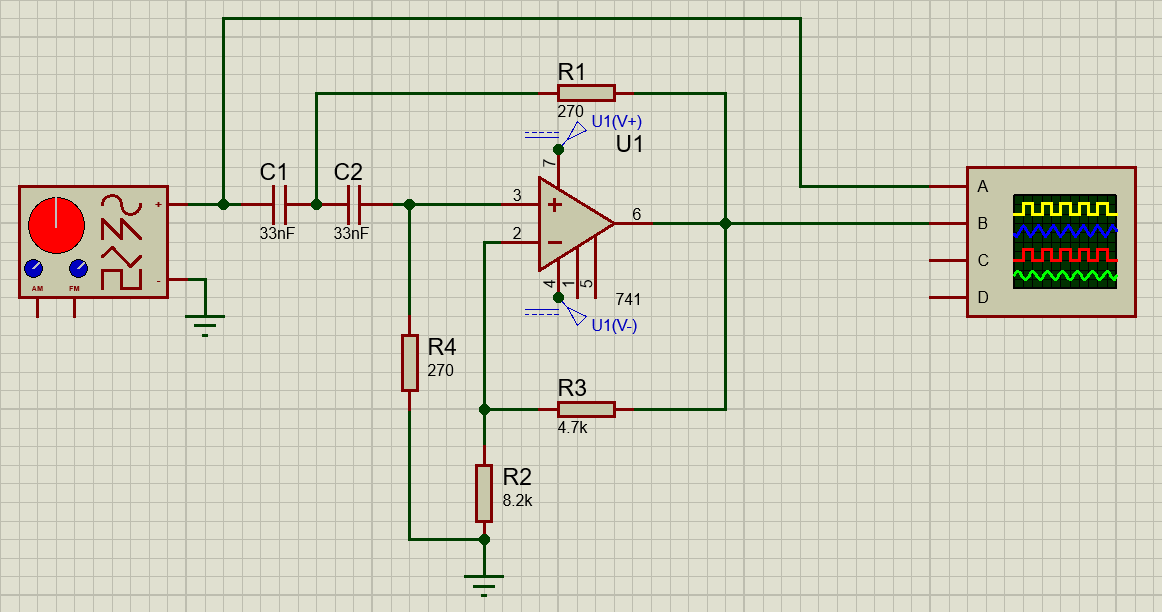 R1
270
U1(V+)
U1
7
C1
C2
33nF
33nF
+
-
AM
FM
3
2
6
4
1
5
741
U1(V-)
A
B
C
D
R4
270
R3
4.7k
R2
8.2k